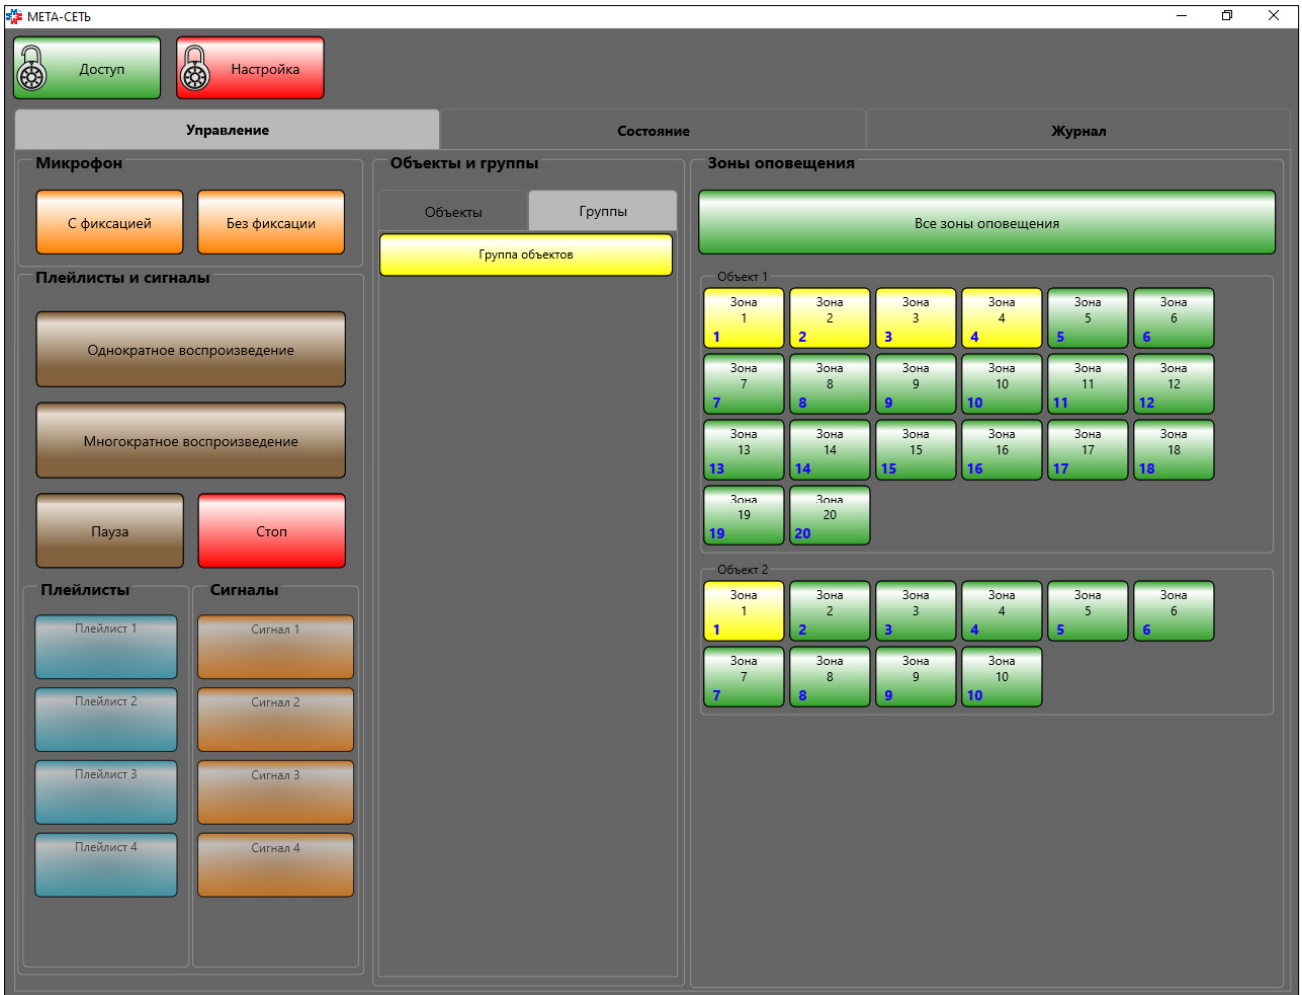 МЕТА-СЕТЬ
Доступ
Настройка
Управление
Состояние
Журнал
Микрофон
С фиксацией
Без фиксации
Плейлисты и сигналы
Однократное воспроизведение
Многократное воспроизведение
Пауза
Стоп
Плейлисты
Плейлист 1
Плейлист 2
Плейлист 3
Плейлист 4
Сигналы
Сигнал 1
Сигнал 2
Сигнал 3
Сигнал 4
Объекты и группы
Объекты
Группы
Группа объектов
Зоны оповещения
Все зоны оповещения
Объект 1
Зона
1
1
Зона
2
2
Зона
3
3
Зона
4
4
Зона
5
5
Зона
6
6
Зона
7
7
Зона
8
8
Зона
9
9
Зона
10
10
Зона
11
11
Зона
12
12
Зона
13
13
Зона
14
14
Зона
15
15
Зона
16
16
Зона
17
17
Зона
18
18
Зона
19
19
Зона
20
20
Объект 2
Зона
1
1
Зона
2
2
Зона
3
3
Зона
4
4
Зона
5
5
Зона
6
6
Зона
7
7
Зона
8
8
Зона
9
9
Зона
10
10